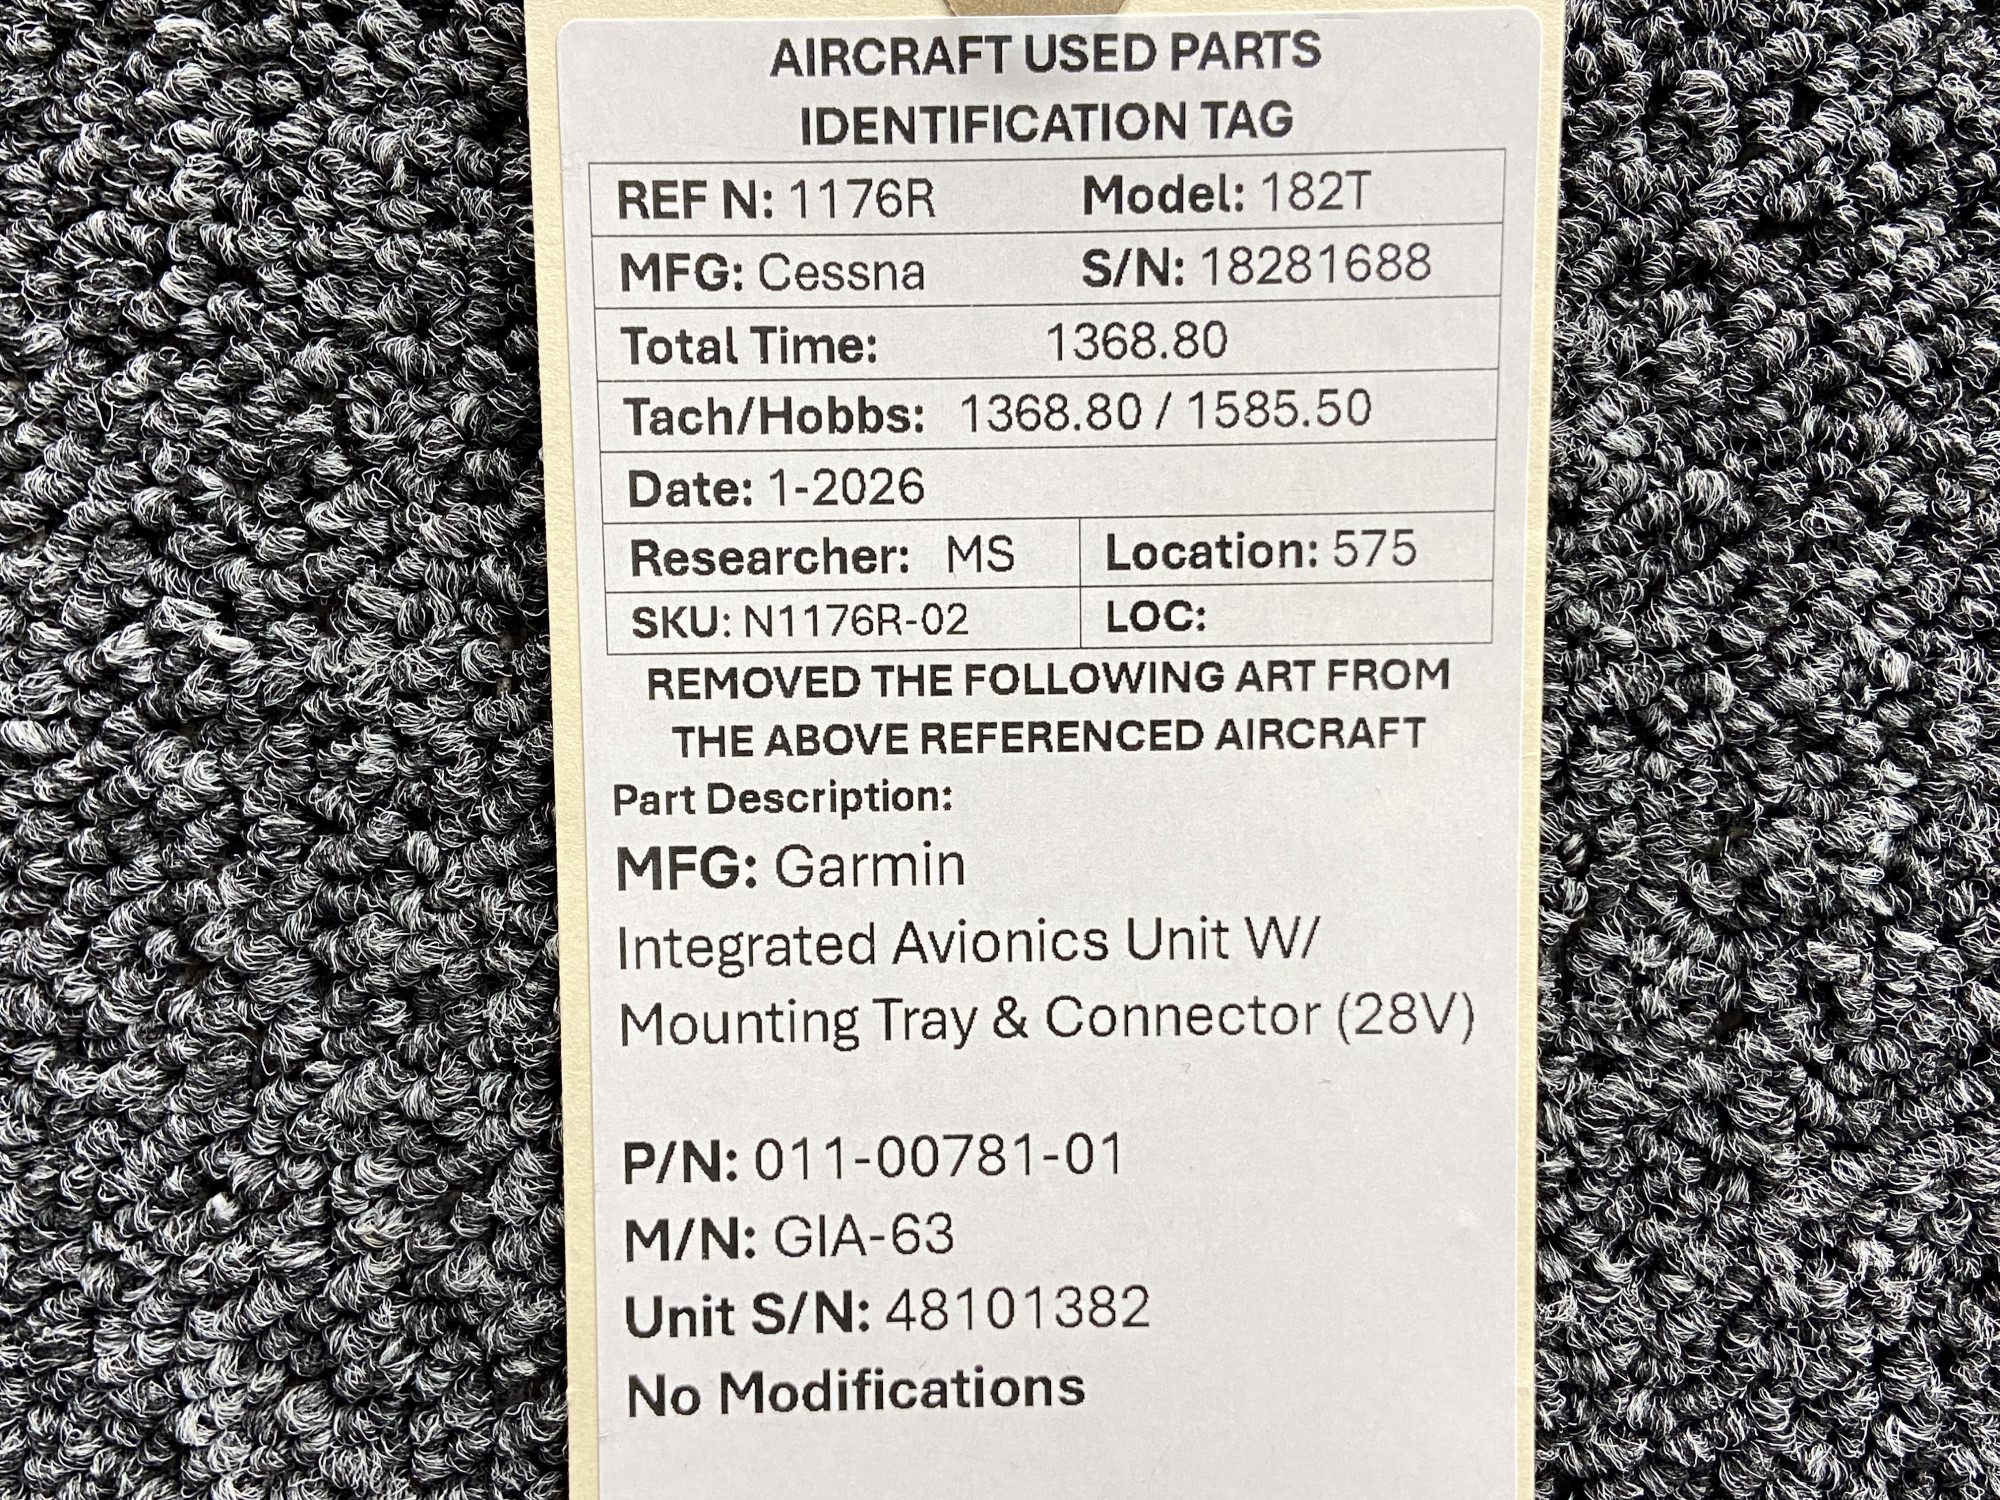 AIRCRAFT USED PARTS
IDENTIFICATION TAG
REF N: 1176R Model: 182T
MFG: Cessna S/N: 18281688
Total Time: 1368.80
Tach/Hobbs: 1368.80 / 1585.50
Date: 1-2026
Researcher: MS Location: 575
SKU: N1176R-02 LOC:
REMOVED THE FOLLOWING ART FROM
THE ABOVE REFERENCED AIRCRAFT
Part Description:
MFG: Garmin
Integrated Avionics Unit W/
Mounting Tray & Connector (28V)
P/N: 011-00781-01
M/N: GIA-63
Unit S/N: 48101382
No Modifications